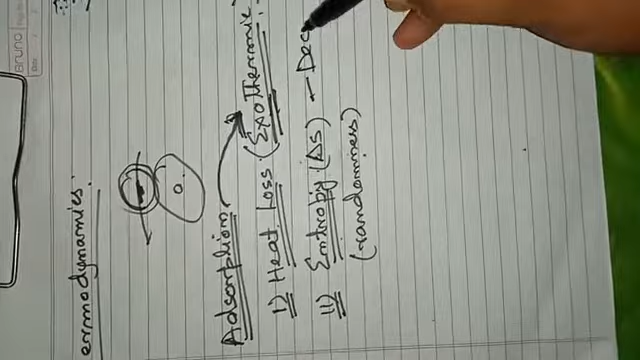 ermodynamics.
Adsorption
i) Heat Loss. (Exothermic)
ii) Entropy (ΔS) - Dec
(randomness)